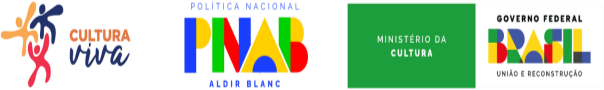 CULTURA
viva
POLÍTICA NACIONAL
PNAB
ALDIR BLANC
MINISTÉRIO DA
CULTURA
GOVERNO FEDERAL
BRASIL
UNIÃO E RECONSTRUÇÃO